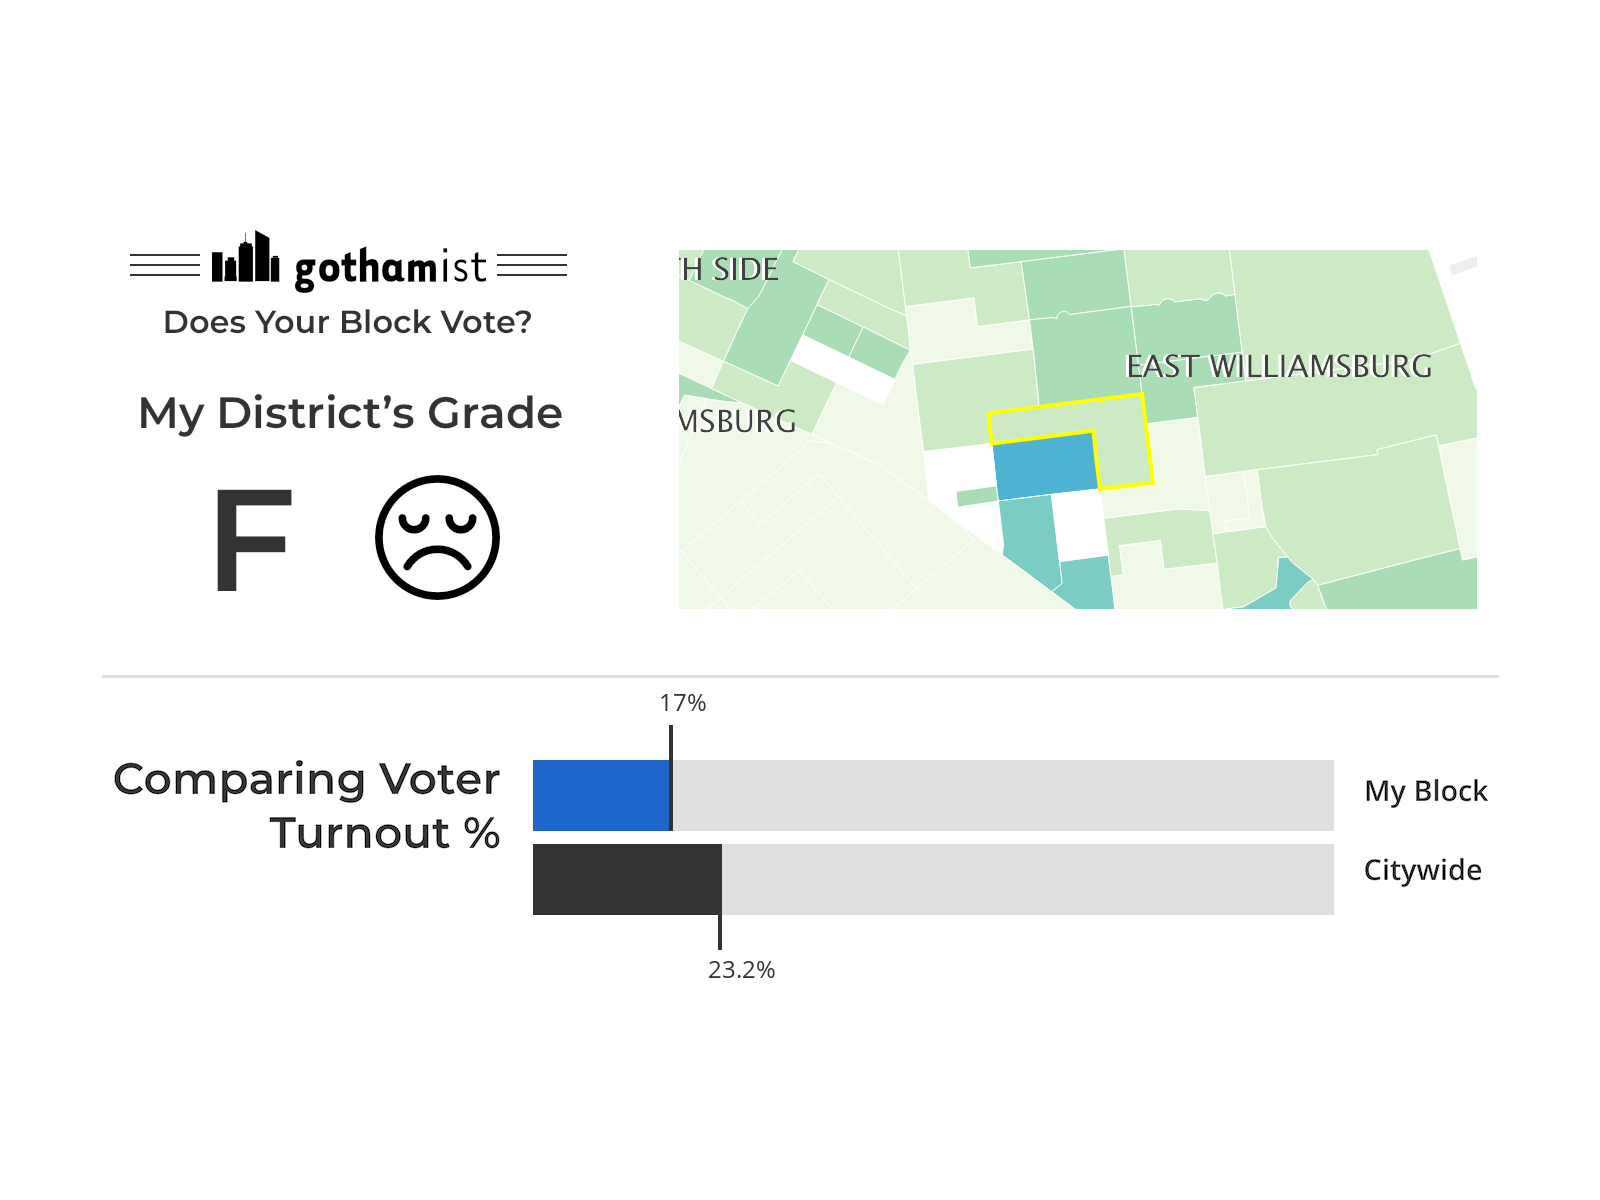 gothamist
Does Your Block Vote?
My District’s Grade
F
TH SIDE
EAST WILLIAMSBURG
MSBURG
17%
Comparing Voter
Turnout %
My Block
Citywide
23.2%